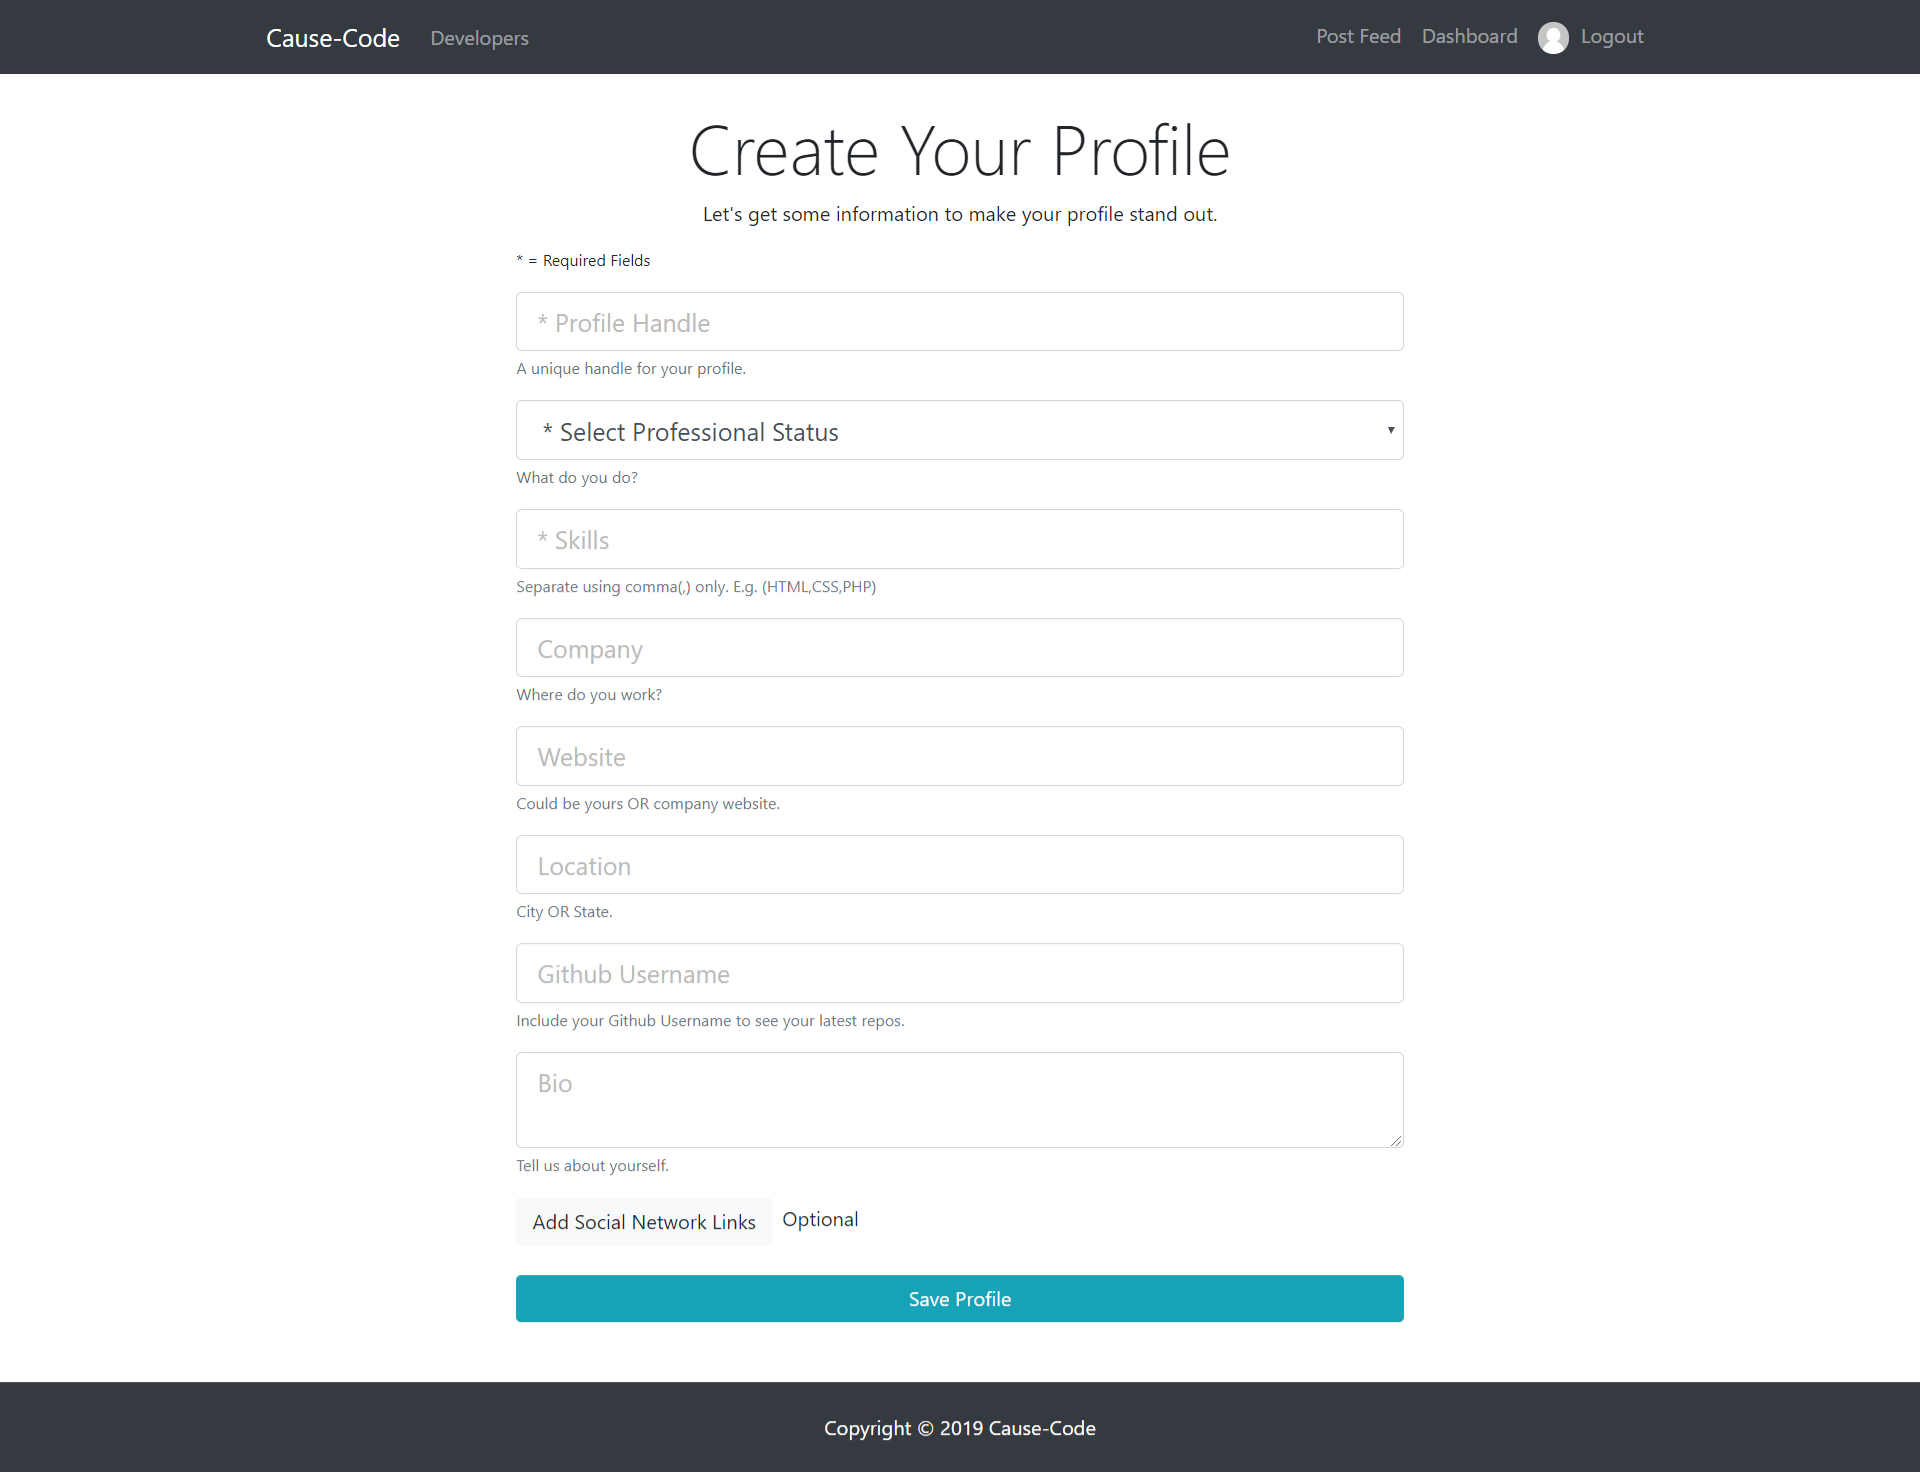 Cause-Code Developers Post Feed Dashboard Logout
Create Your Profile
Let's get some information to make your profile stand out.
* = Required Fields
* Profile Handle
A unique handle for your profile.
* Select Professional Status
What do you do?
* Skills
Separate using comma(,) only. E.g. (HTML,CSS,PHP)
Company
Where do you work?
Website
Could be yours OR company website.
Location
City OR State.
Github Username
Include your Github Username to see your latest repos.
Bio
Tell us about yourself.
Add Social Network Links Optional
Save Profile
Copyright © 2019 Cause-Code